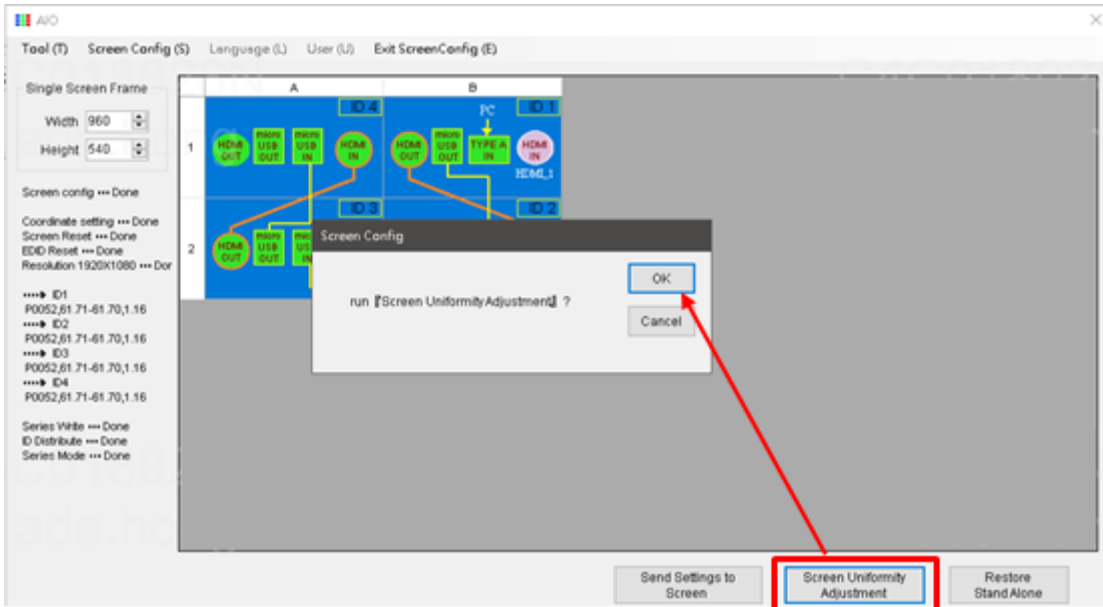 AIO
Tool (T) Screen Config (S) Language (L) User (U) Exit ScreenConfig (E)
Single Screen Frame
Width 960
Height 540
Screen config ••• Done
Coordinate setting ••• Done
Screen Reset ••• Done
EDID Reset ••• Done
Resolution 1920X1080 ••• Dor
ID1
P0052,61.71-61.70,1.16
ID2
P0052,61.71-61.70,1.16
ID3
P0052,61.71-61.70,1.16
ID4
P0052,61.71-61.70,1.16
Series Write ••• Done
ID Distribute ••• Done
Series Mode ••• Done
A B
1
ID 4
HDMI OUT
micro USB OUT
micro USB IN
HDMI IN
PC
ID 1
HDMI OUT
micro USB OUT
TYPE A IN
HDMI IN
HDMI_1
2
ID 3
HDMI OUT
micro USB OUT
ID 2
Screen Config
run『Screen Uniformity Adjustment』?
OK
Cancel
Send Settings to
Screen
Screen Uniformity
Adjustment
Restore
Stand Alone